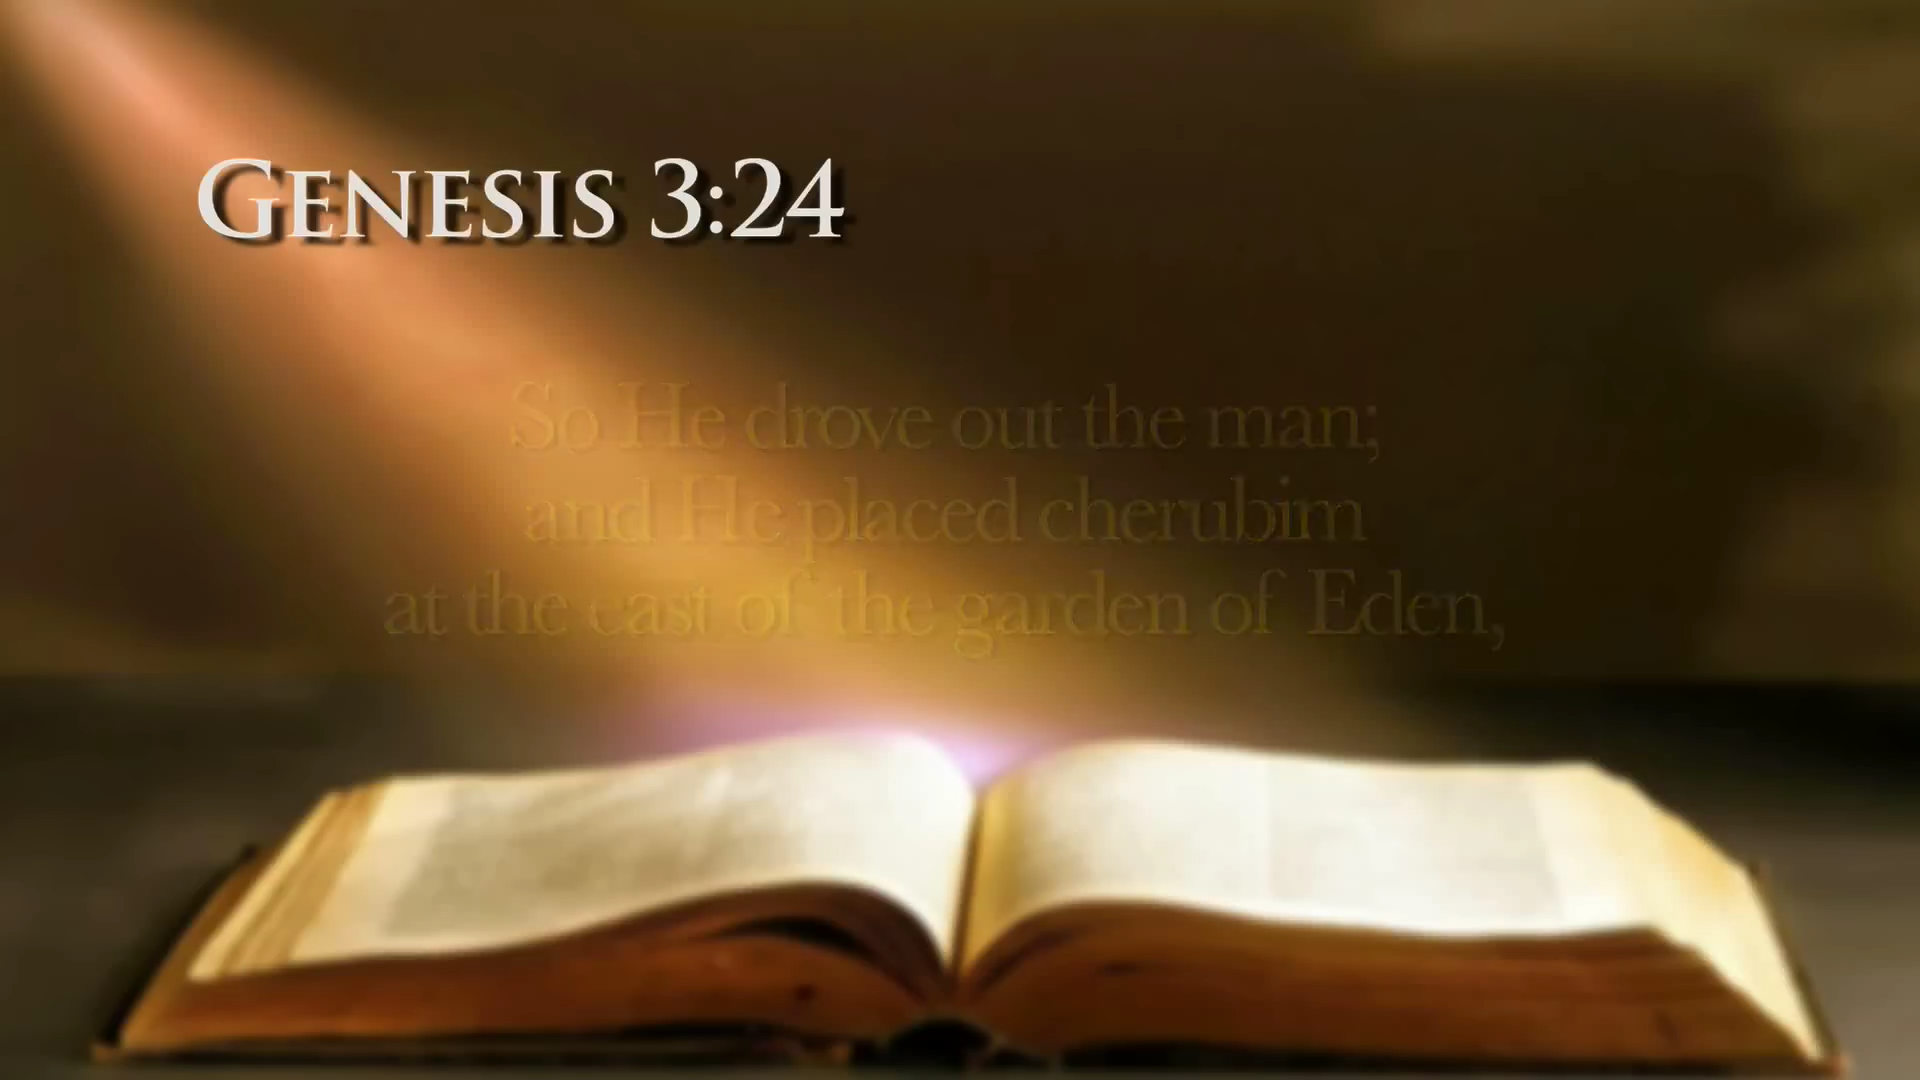 Genesis 3:24
So He drove out the man;
and He placed cherubim
at the east of the garden of Eden,